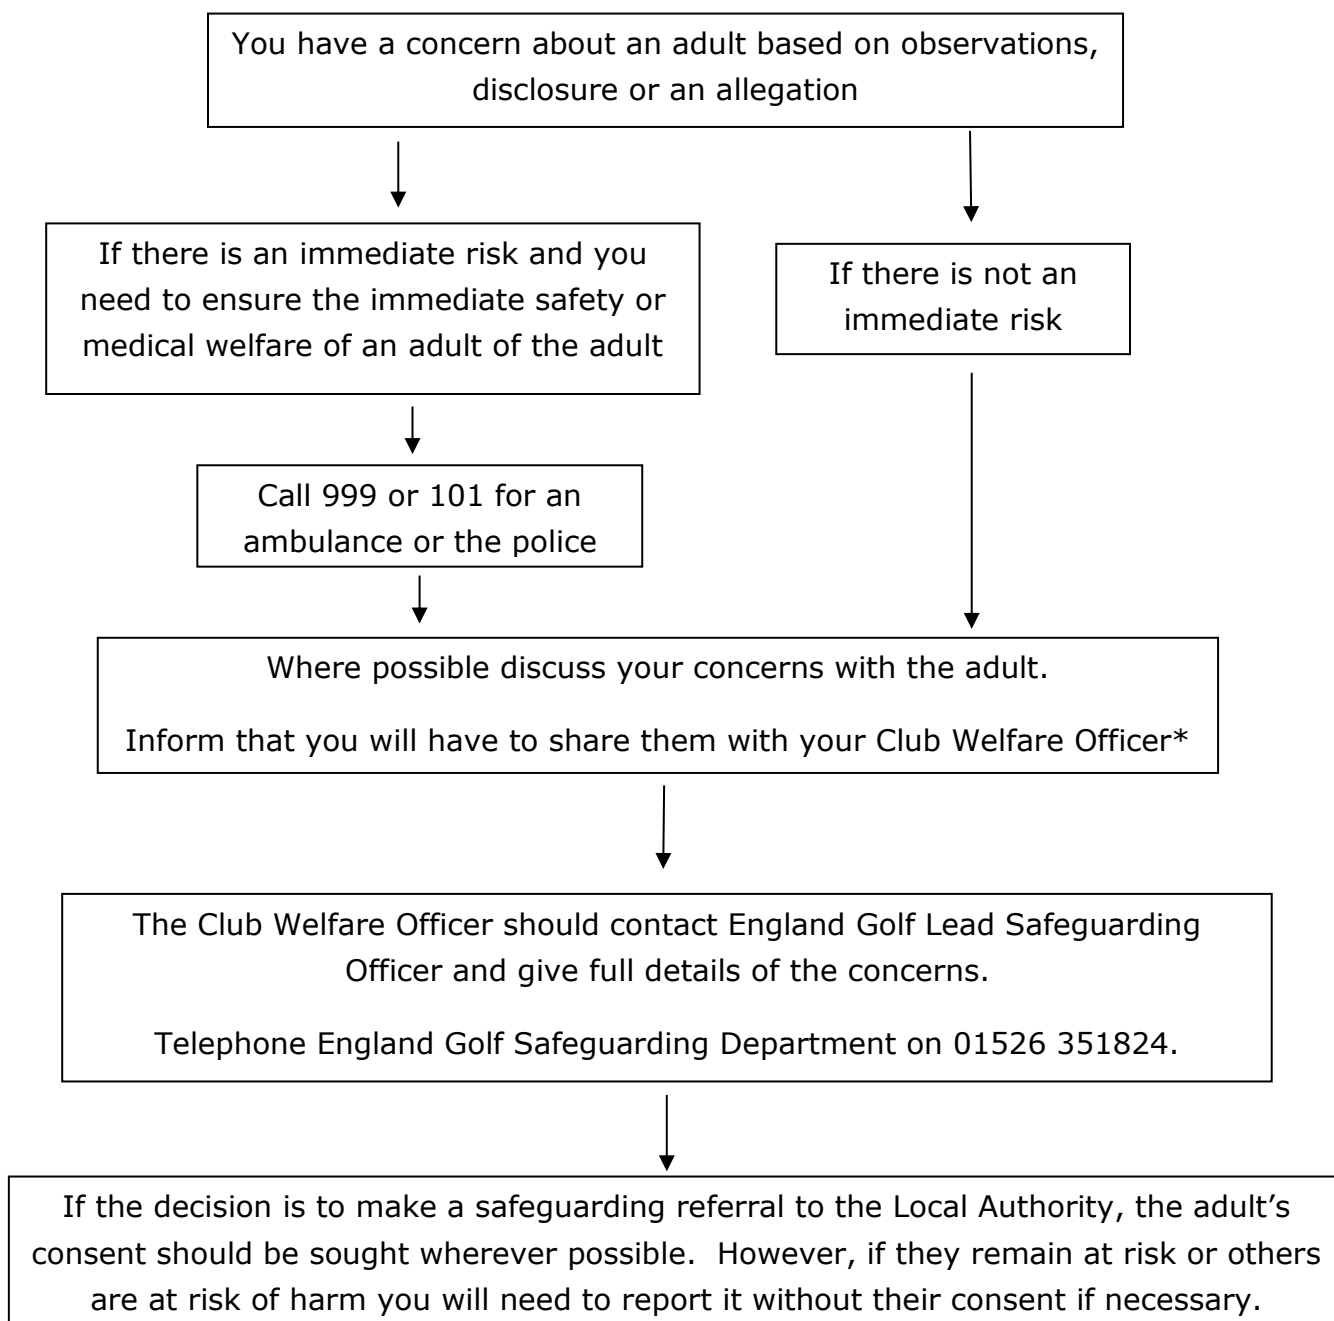 You have a concern about an adult based on observations,
disclosure or an allegation
If there is an immediate risk and you
need to ensure the immediate safety or
medical welfare of an adult of the adult
If there is not an
immediate risk
Call 999 or 101 for an
ambulance or the police
Where possible discuss your concerns with the adult.
Inform that you will have to share them with your Club Welfare Officer*
The Club Welfare Officer should contact England Golf Lead Safeguarding
Officer and give full details of the concerns.
Telephone England Golf Safeguarding Department on 01526 351824.
If the decision is to make a safeguarding referral to the Local Authority, the adult’s
consent should be sought wherever possible.  However, if they remain at risk or others
are at risk of harm you will need to report it without their consent if necessary.